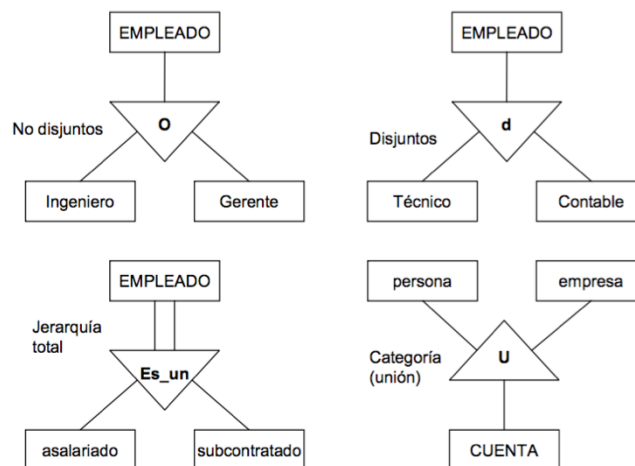 EMPLEADO
No disjuntos
O
Ingeniero
Gerente
EMPLEADO
Disjuntos
d
Técnico
Contable
EMPLEADO
Jerarquía
total
Es_un
asalariado
subcontratado
persona
empresa
Categoría
(unión)
U
CUENTA